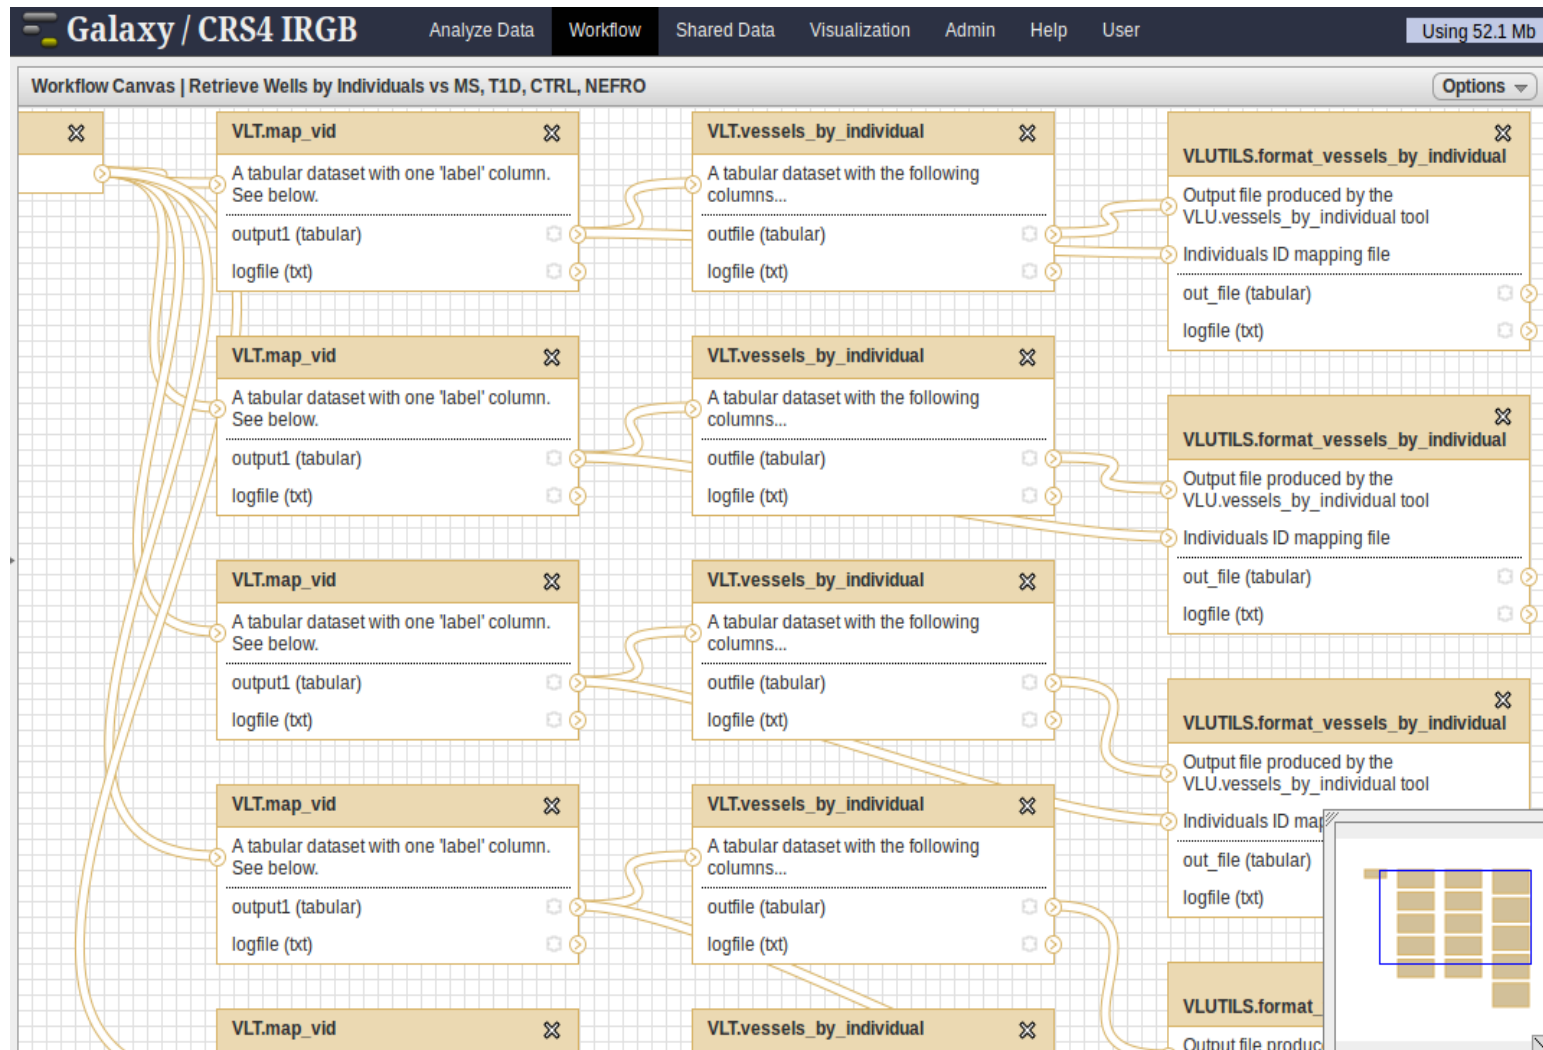 Galaxy / CRS4 IRGB
Analyze Data
Workflow
Shared Data
Visualization
Admin
Help
User
Using 52.1 Mb
Workflow Canvas | Retrieve Wells by Individuals vs MS, T1D, CTRL, NEFRO
Options
VLT.map_vid
A tabular dataset with one 'label' column.
See below.
output1 (tabular)
logfile (txt)
VLT.vessels_by_individual
A tabular dataset with the following
columns...
outfile (tabular)
logfile (txt)
VLUTILS.format_vessels_by_individual
Output file produced by the
VLU.vessels_by_individual tool
Individuals ID mapping file
out_file (tabular)
logfile (txt)
VLT.map_vid
A tabular dataset with one 'label' column.
See below.
output1 (tabular)
logfile (txt)
VLT.vessels_by_individual
A tabular dataset with the following
columns...
outfile (tabular)
logfile (txt)
VLUTILS.format_vessels_by_individual
Output file produced by the
VLU.vessels_by_individual tool
Individuals ID mapping file
out_file (tabular)
logfile (txt)
VLT.map_vid
A tabular dataset with one 'label' column.
See below.
output1 (tabular)
logfile (txt)
VLT.vessels_by_individual
A tabular dataset with the following
columns...
outfile (tabular)
logfile (txt)
VLUTILS.format_vessels_by_individual
Output file produced by the
VLU.vessels_by_individual tool
Individuals ID map
out_file (tabular)
logfile (txt)
VLT.map_vid
A tabular dataset with one 'label' column.
See below.
output1 (tabular)
logfile (txt)
VLT.vessels_by_individual
A tabular dataset with the following
columns...
outfile (tabular)
logfile (txt)
VLUTILS.format_
Output file produc
VLT.map_vid
VLT.vessels_by_individual